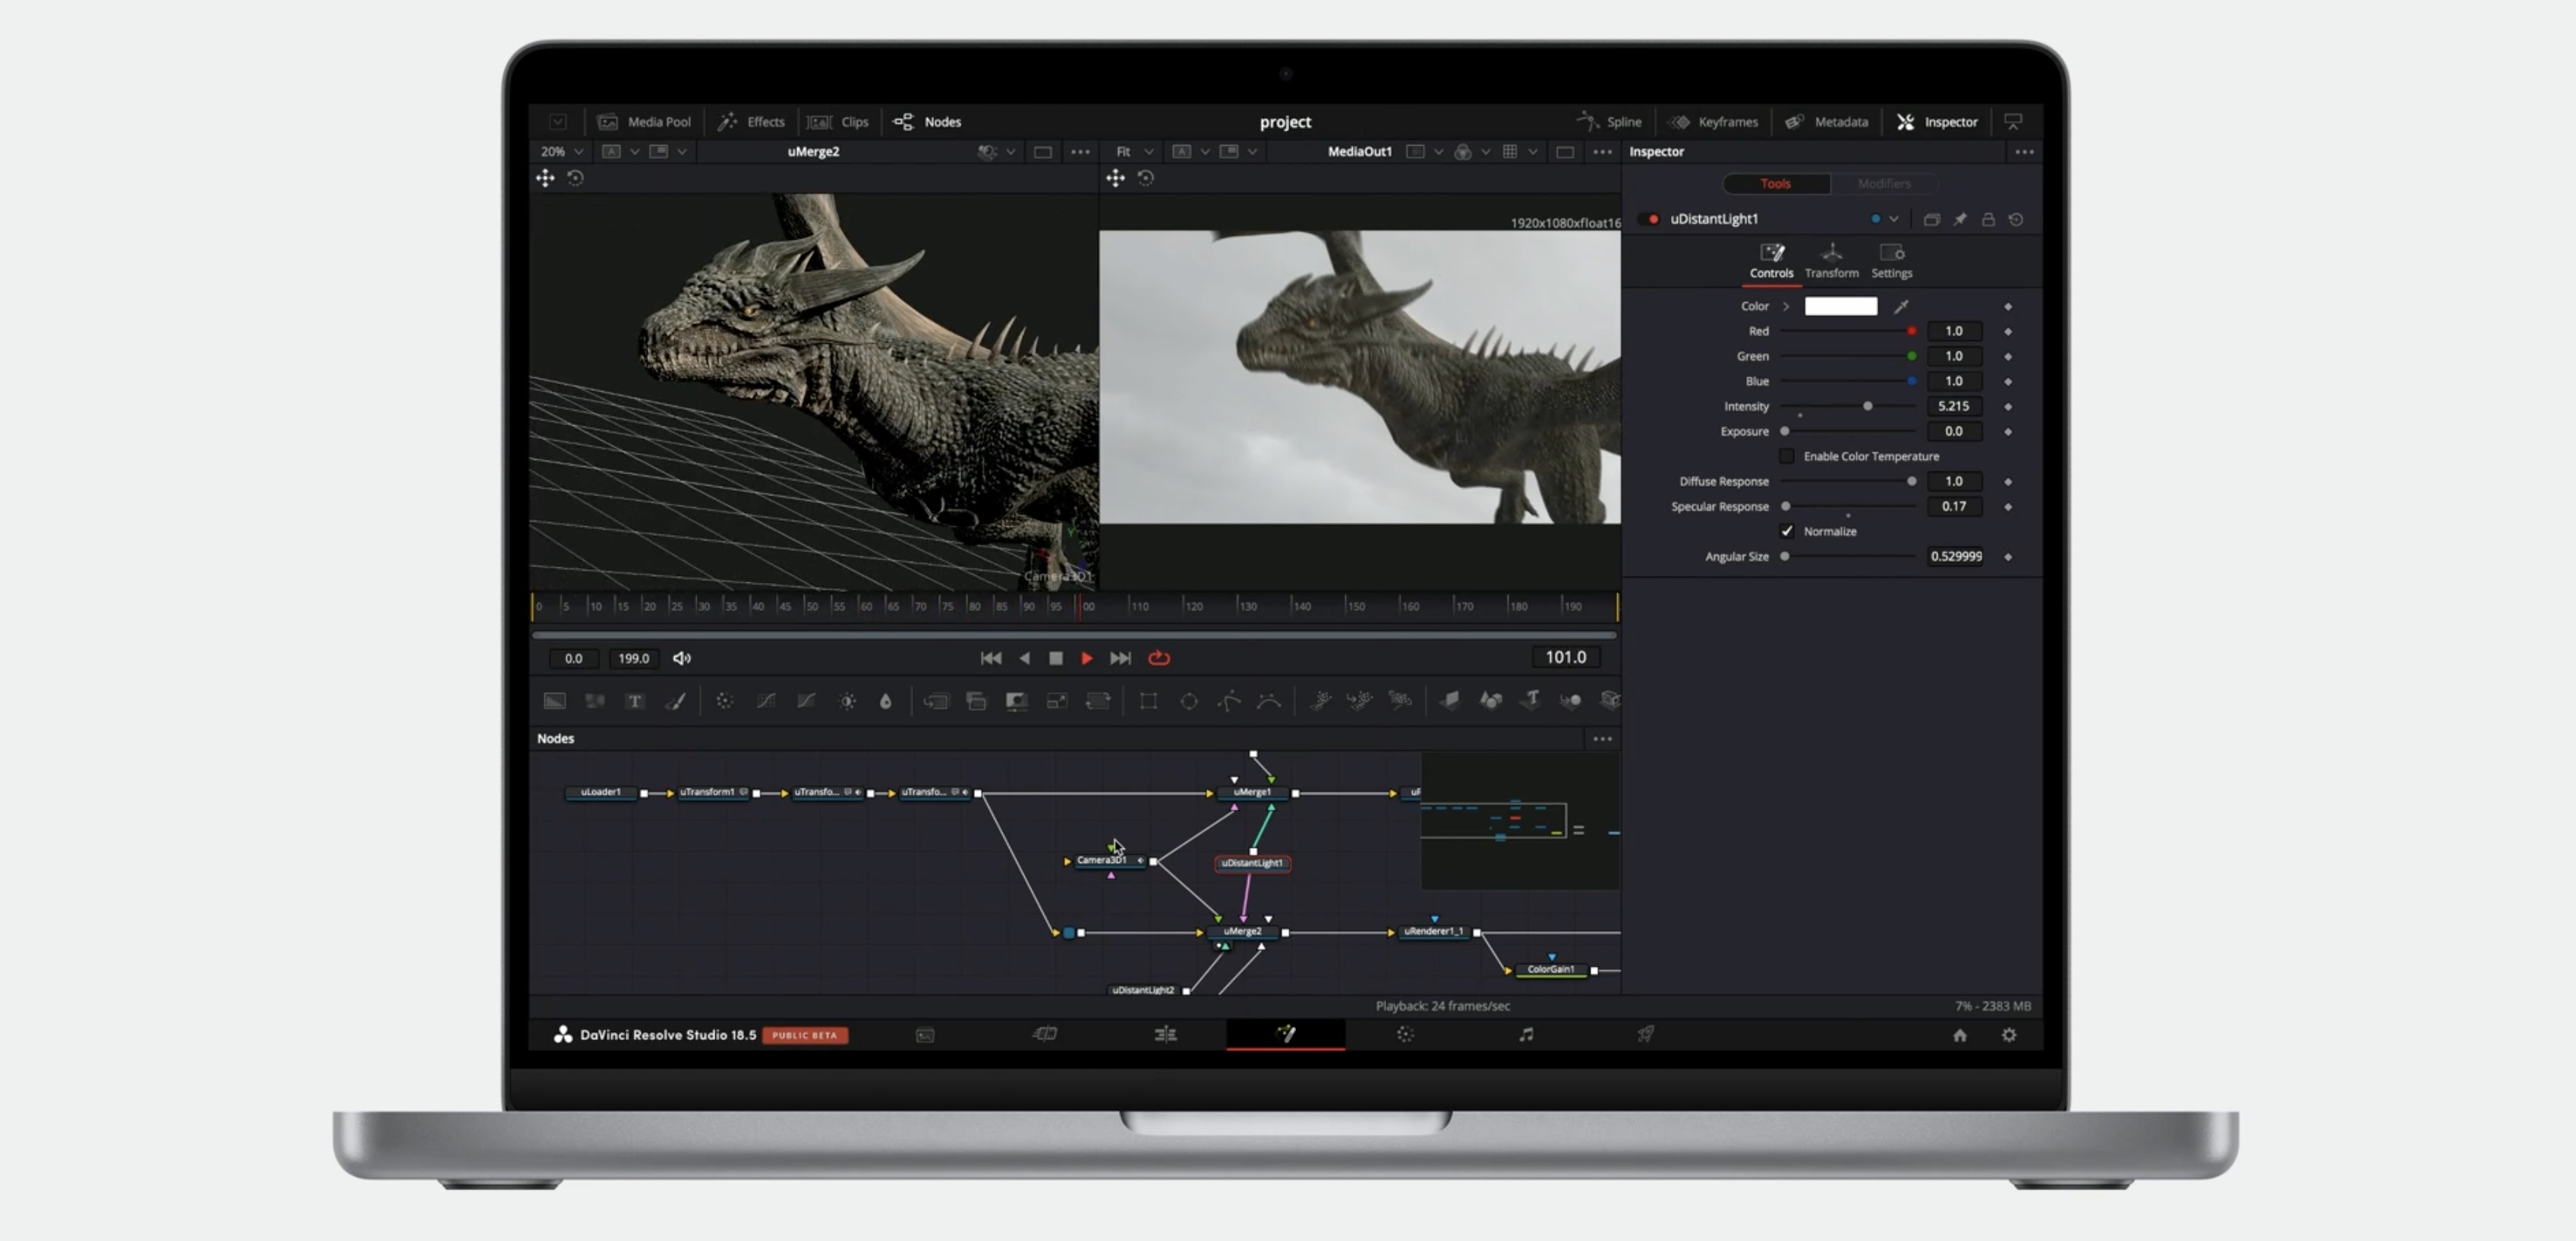 Media Pool Effects Clips Nodes project Spline Keyframes Metadata Inspector
20% uMerge2 Fit MediaOut1 Inspector
Tools Modifiers
1920x1080xfloat16
uDistantLight1
Controls Transform Settings
Color
Red 1.0
Green 1.0
Blue 1.0
Intensity 5.215
Exposure 0.0
Enable Color Temperature
Diffuse Response 1.0
Specular Response 0.17
Normalize
Angular Size 0.529999
Camera3D1
0 5 10 15 20 25 30 35 40 45 50 55 60 65 70 75 80 85 90 95 00 110 120 130 140 150 160 170 180 190
0.0 199.0 101.0
Nodes
uLoader1 uTransform1 uTransfo... uTransfo... uMerge1
Camera3D1 uDistantLight1
uMerge2 uRenderer1_1
ColorGain1
uDistantLight2
Playback: 24 frames/sec 7% - 2383 MB
DaVinci Resolve Studio 18.5 PUBLIC BETA